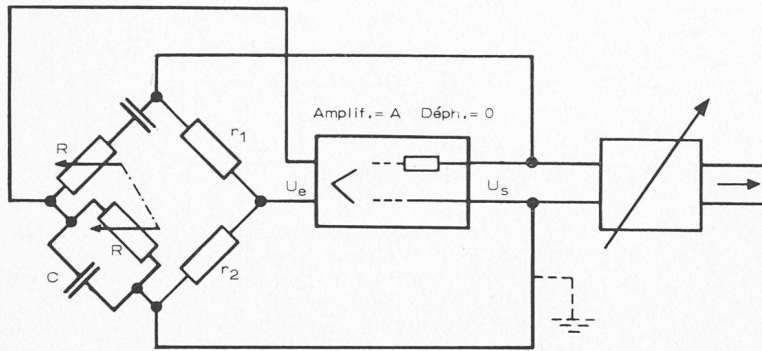 Amplif.= A Déph.= 0
R
r1
Ue
Us
R
C
r2